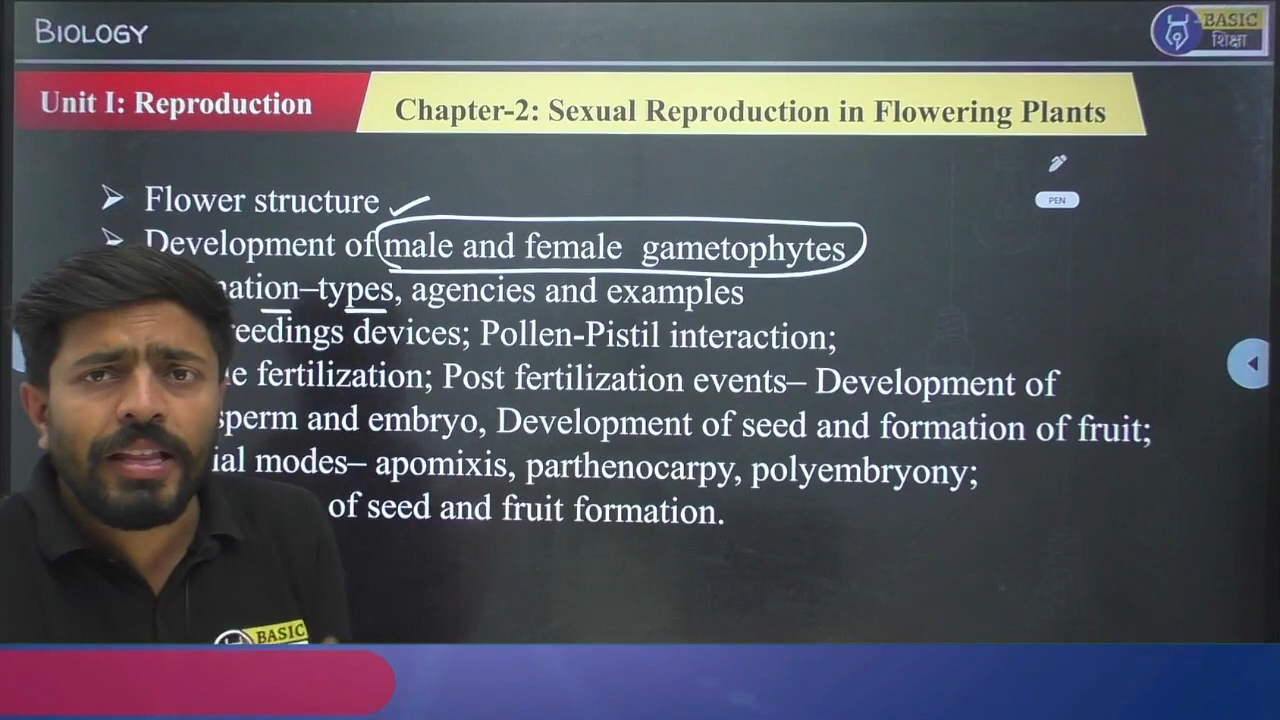 BIOLOGY
BASIC
शिक्षा
Unit I: Reproduction
Chapter-2: Sexual Reproduction in Flowering Plants
PEN
➢ Flower structure
➢ Development of male and female gametophytes
–types, agencies and examples
devices; Pollen-Pistil interaction;
fertilization; Post fertilization events– Development of
and embryo, Development of seed and formation of fruit;
modes– apomixis, parthenocarpy, polyembryony;
of seed and fruit formation.
BASIC